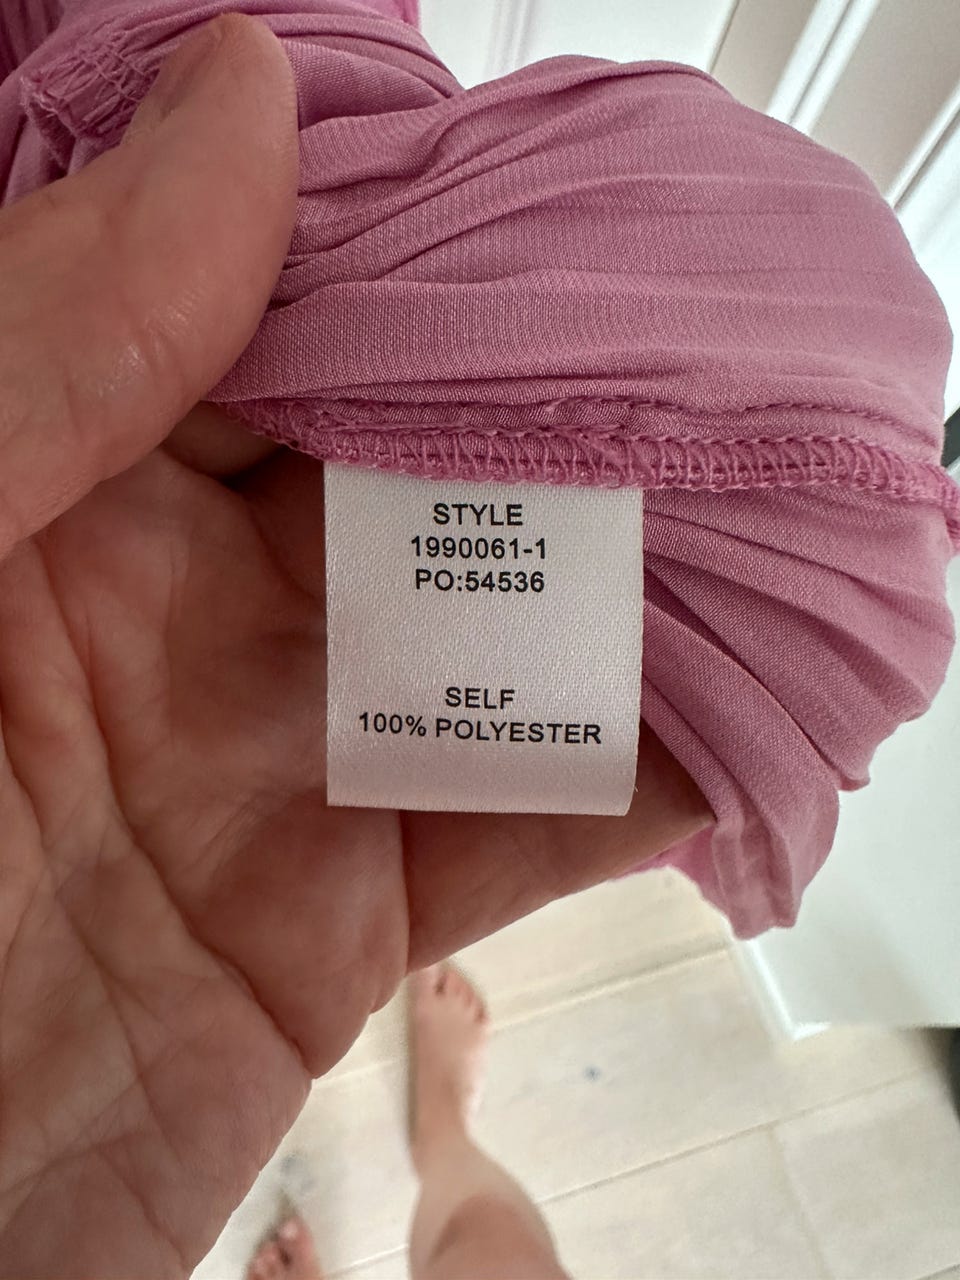 STYLE
1990061-1
PO:54536
SELF
100% POLYESTER